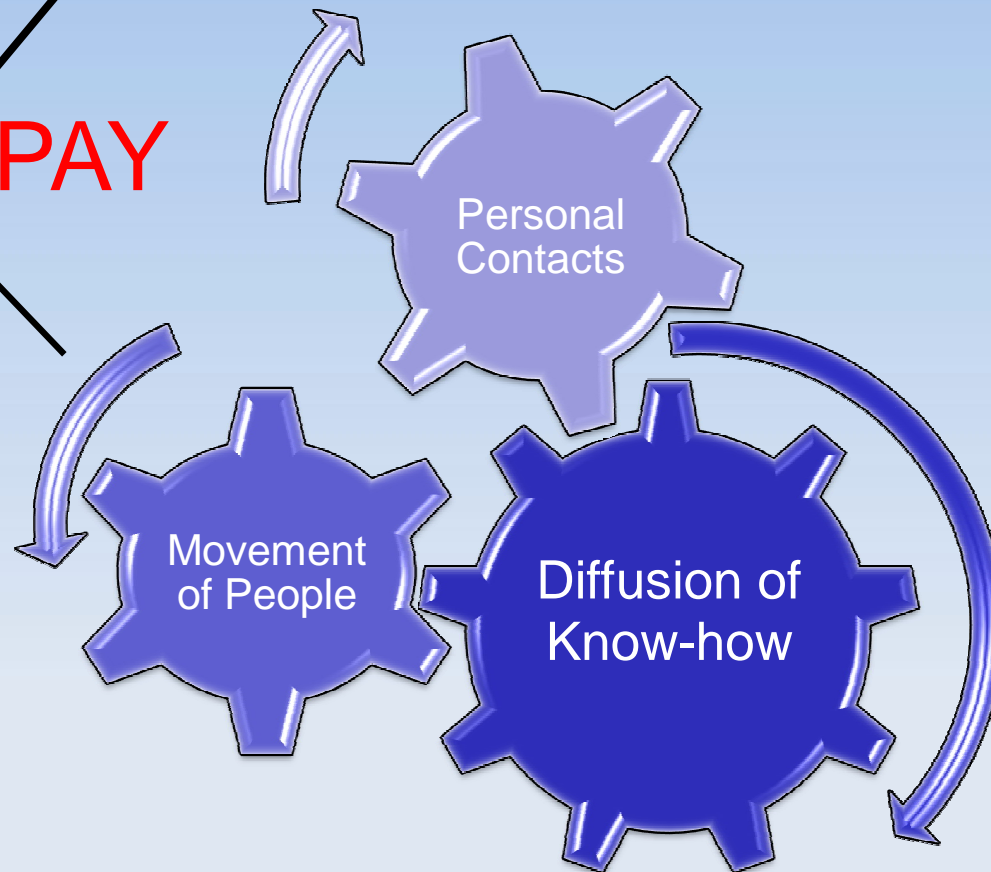 PAY
Personal
Contacts
Movement
of People
Diffusion of
Know-how